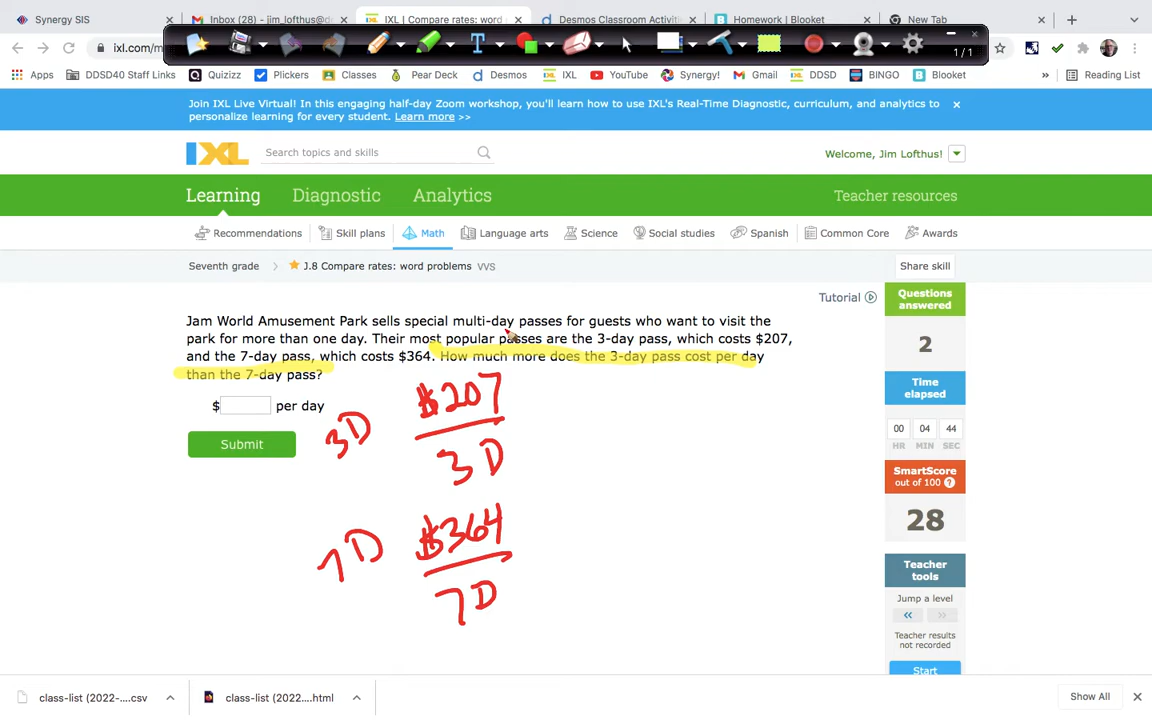 Synergy SIS
Inbox (28) - jim_lofthus@d
IXL | Compare rates: word p
Desmos Classroom Activiti
Homework | Blooket
New Tab
ixl.com/m
1 / 1
Apps
DDSD40 Staff Links
Quizizz
Plickers
Classes
Pear Deck
Desmos
IXL
YouTube
Synergy!
Gmail
DDSD
BINGO
Blooket
Reading List
Join IXL Live Virtual! In this engaging half-day Zoom workshop, you'll learn how to use IXL's Real-Time Diagnostic, curriculum, and analytics to
personalize learning for every student. Learn more >>
IXL
Search topics and skills
Welcome, Jim Lofthus!
Learning
Diagnostic
Analytics
Teacher resources
Recommendations
Skill plans
Math
Language arts
Science
Social studies
Spanish
Common Core
Awards
Seventh grade > J.8 Compare rates: word problems VVS
Share skill
Tutorial
Jam World Amusement Park sells special multi-day passes for guests who want to visit the
park for more than one day. Their most popular passes are the 3-day pass, which costs $207,
and the 7-day pass, which costs $364. How much more does the 3-day pass cost per day
than the 7-day pass?
$ per day
Submit
3D $207
3D
7D $364
7D
Questions
answered
2
Time
elapsed
00 04 44
HR MIN SEC
SmartScore
out of 100 ?
28
Teacher
tools
Jump a level
Teacher results
not recorded
Start
class-list (2022-....csv
class-list (2022....html
Show All